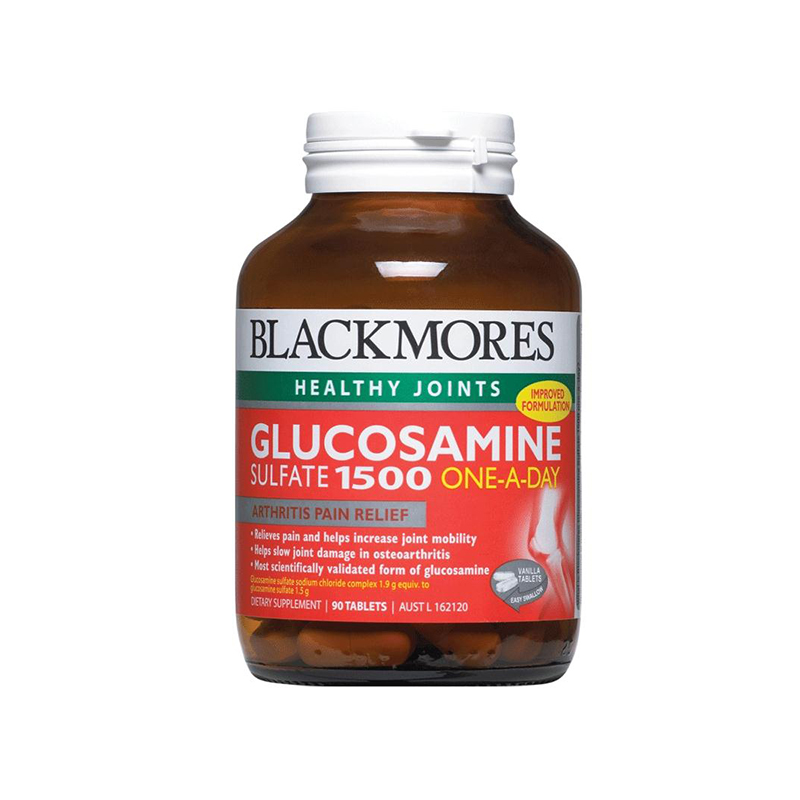 BLACKMORES
HEALTHY JOINTS
IMPROVED
FORMULATION
GLUCOSAMINE
SULFATE 1500 ONE-A-DAY
ARTHRITIS PAIN RELIEF
• Relieves pain and helps increase joint mobility
• Helps slow joint damage in osteoarthritis
• Most scientifically validated form of glucosamine
Glucosamine sulfate sodium chloride complex 1.9 g equiv. to
glucosamine sulfate 1.5 g
VANILLA
TABLETS
EASY SWALLOW
DIETARY SUPPLEMENT | 90 TABLETS | AUST L 162120